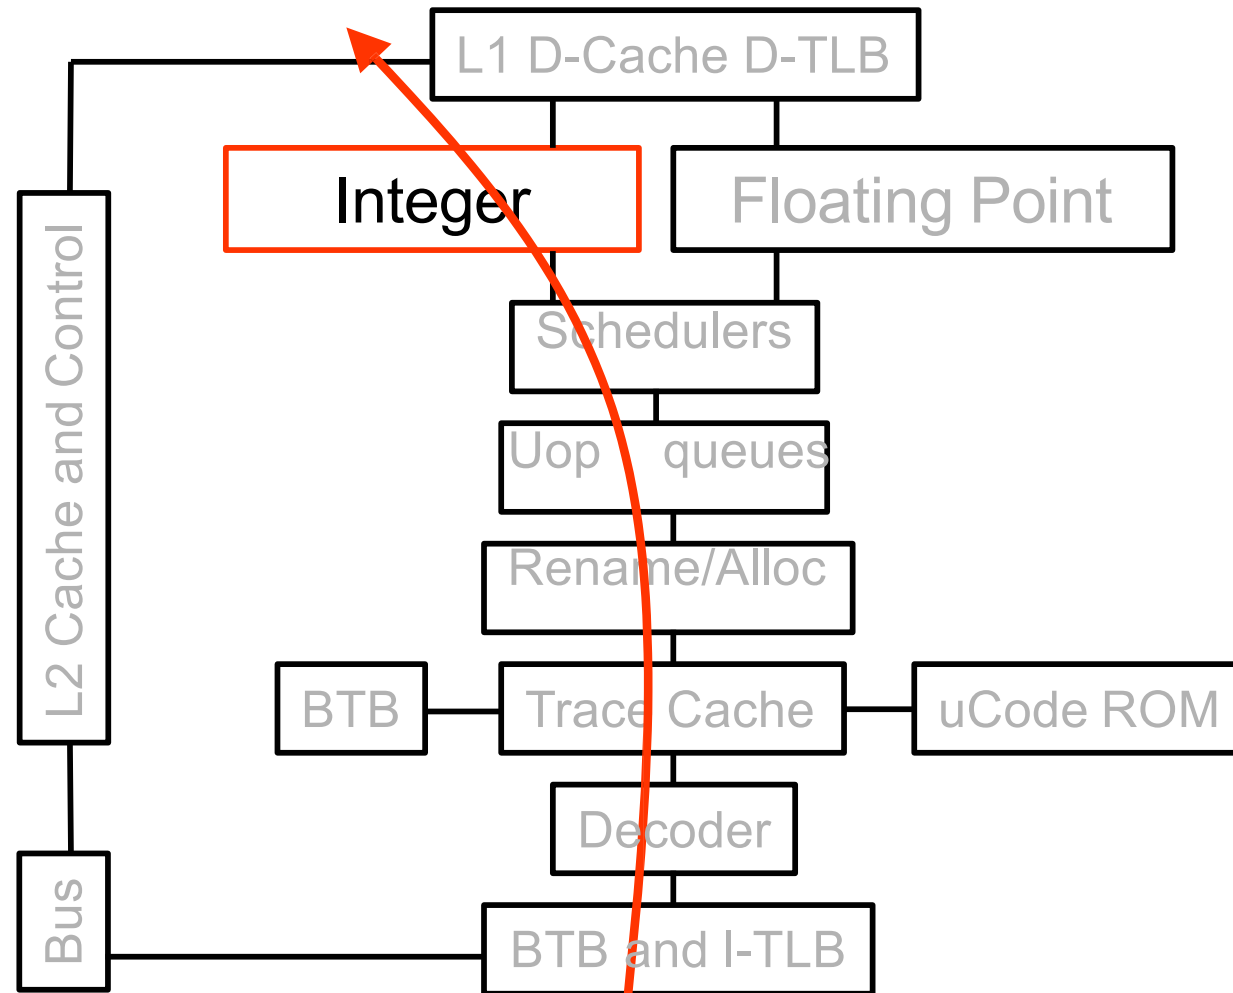 L1 D-Cache D-TLB
Integer
Floating Point
Schedulers
Uop queues
Rename/Alloc
BTB
Trace Cache
uCode ROM
Decoder
BTB and I-TLB
L2 Cache and Control
Bus